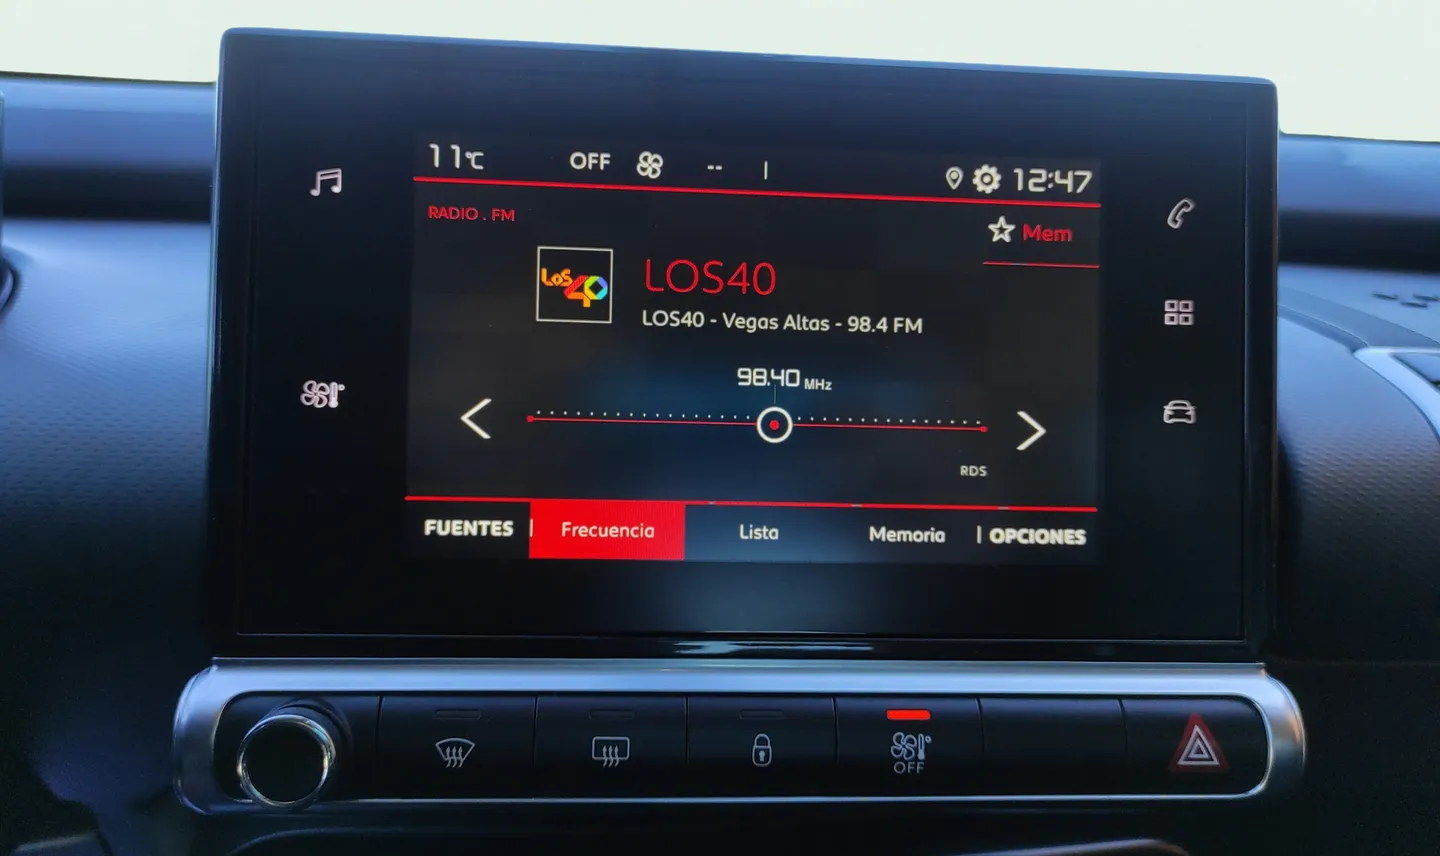 11°C OFF -- 12:47
RADIO . FM
Mem
LOS40
LOS40
LOS40 - Vegas Altas - 98.4 FM
98.40 MHz
RDS
FUENTES Frecuencia Lista Memoria OPCIONES
OFF